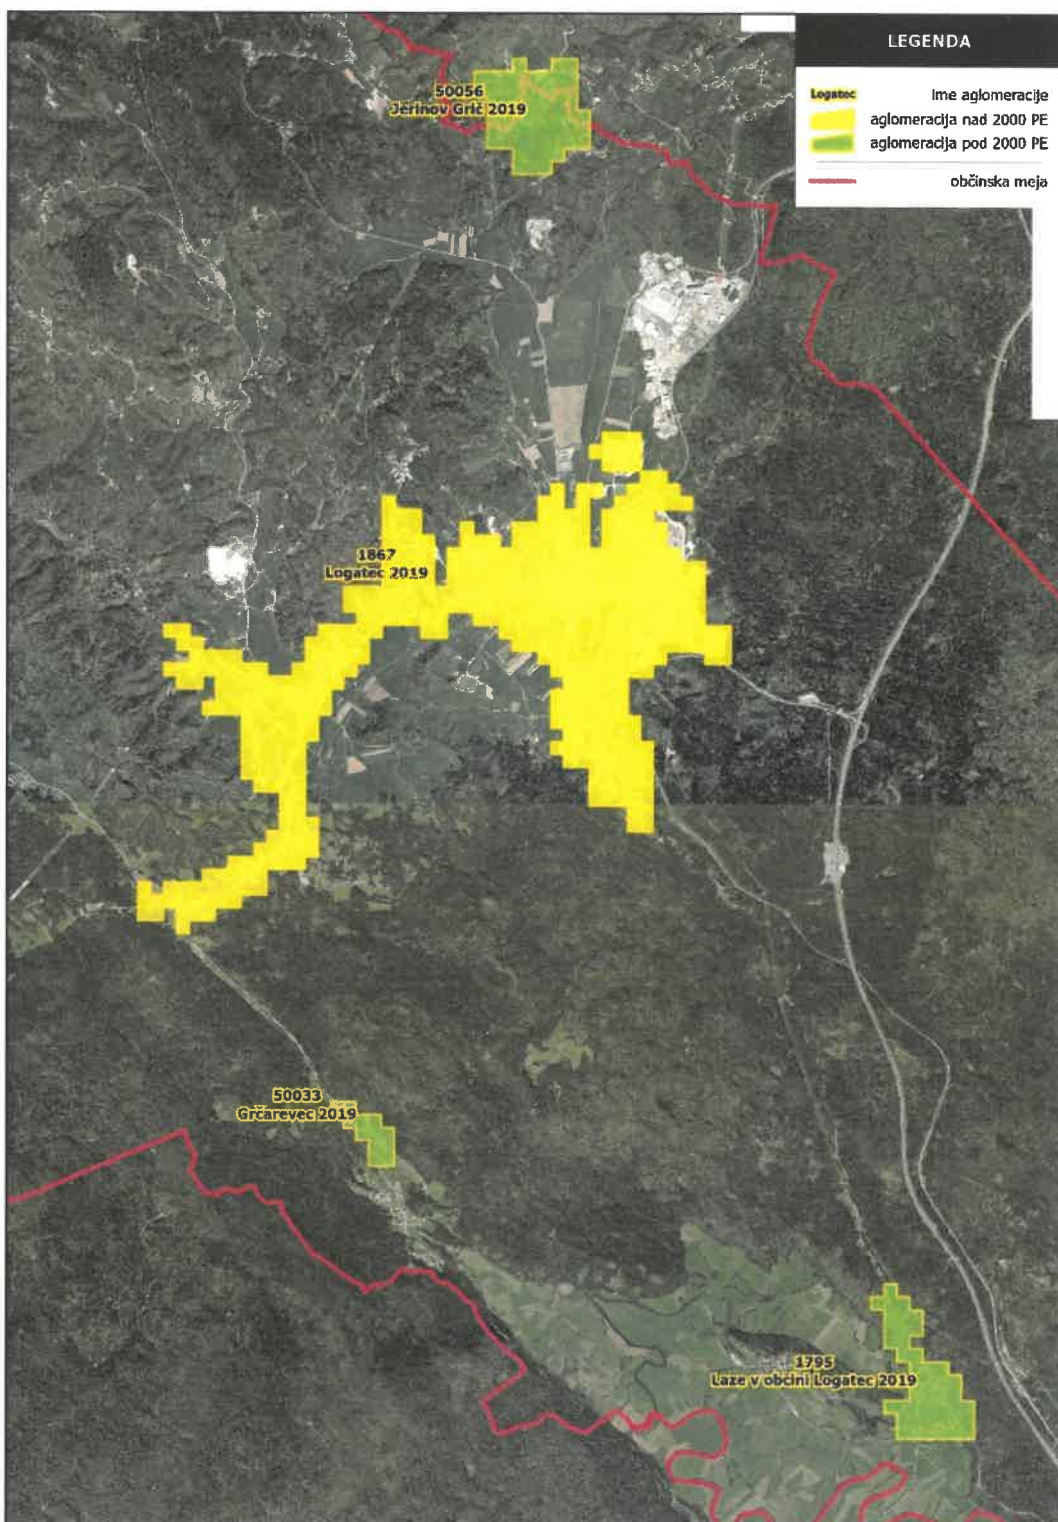 LEGENDA
Logatec
Ime aglomeracije
aglomeracija nad 2000 PE
aglomeracija pod 2000 PE
občinska meja
50056
Jerinov Grič 2019
1867
Logatec 2019
50033
Grčarevec 2019
1795
Laze v občini Logatec 2019